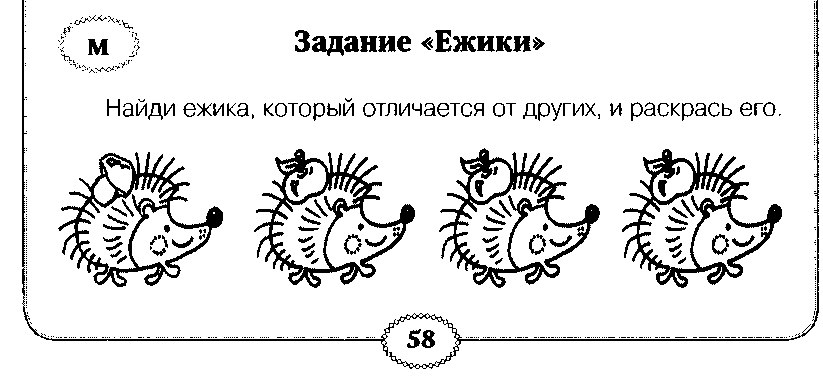 м
Задание «Ежики»
Найди ежика, который отличается от других, и раскрась его.
58